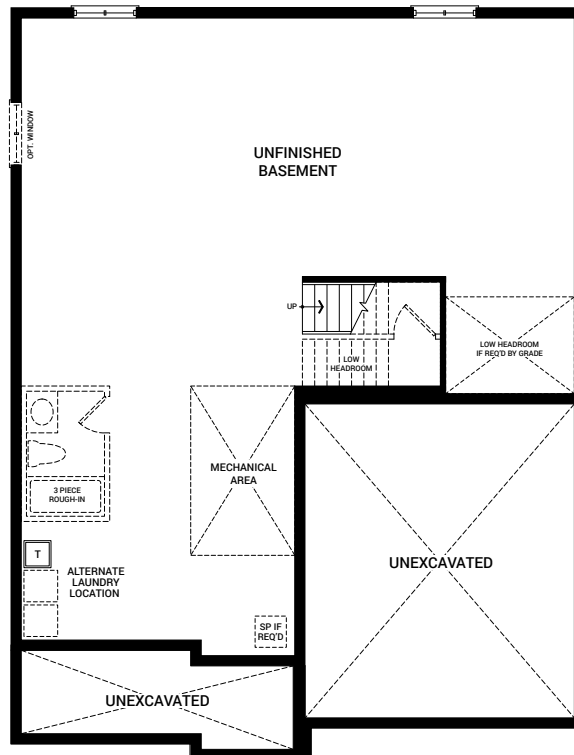 OPT. WINDOW
UNFINISHED
BASEMENT
UP
LOW
HEADROOM
LOW HEADROOM
IF REQ'D BY GRADE
MECHANICAL
AREA
3 PIECE
ROUGH-IN
T
ALTERNATE
LAUNDRY
LOCATION
UNEXCAVATED
SP IF
REQ'D
UNEXCAVATED